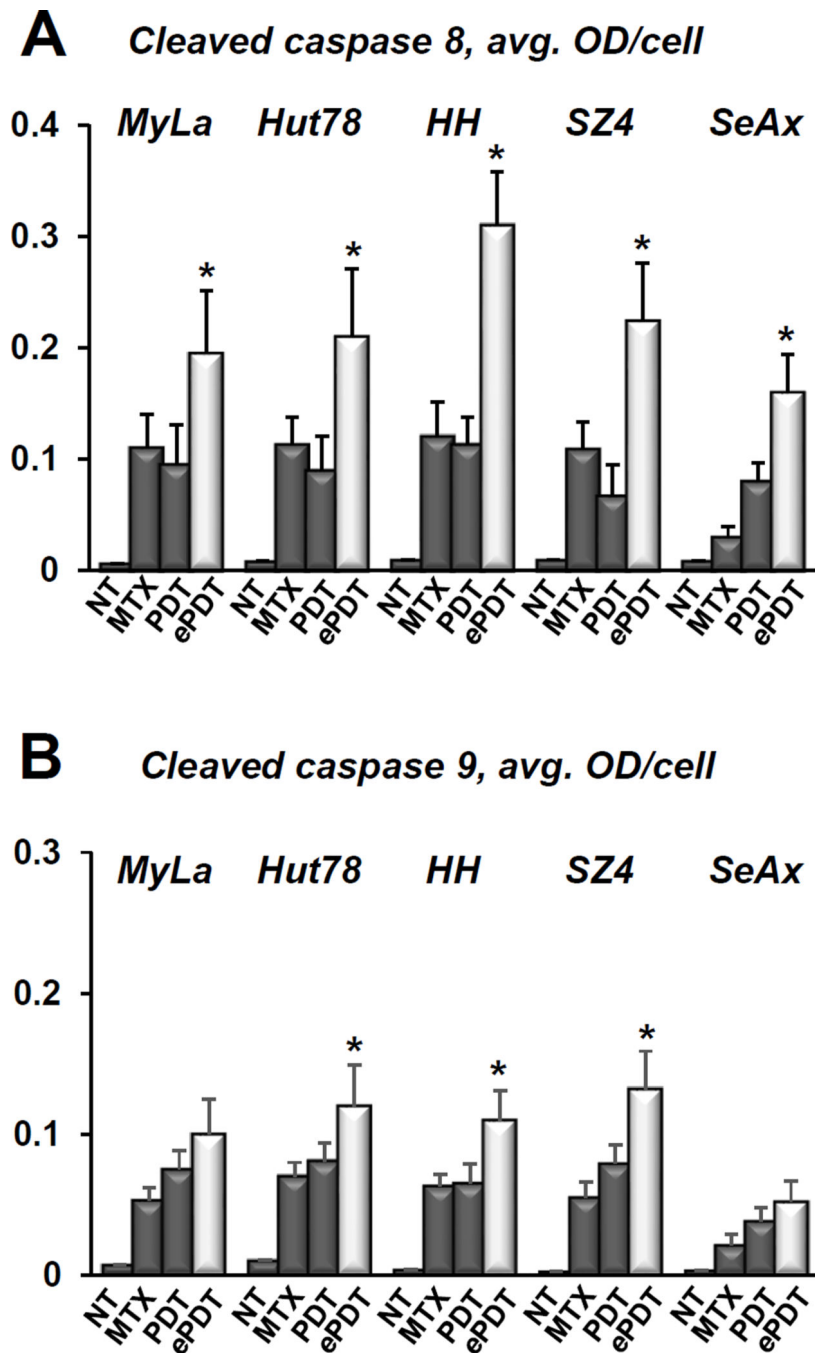 A Cleaved caspase 8, avg. OD/cell
MyLa Hut78 HH SZ4 SeAx
0.4
*
0.3
* * *
0.2
*
0.1
0
NT MTX PDT ePDT NT MTX PDT ePDT NT MTX PDT ePDT NT MTX PDT ePDT NT MTX PDT ePDT
B Cleaved caspase 9, avg. OD/cell
0.3
MyLa Hut78 HH SZ4 SeAx
0.2
* * *
0.1
0
NT MTX PDT ePDT NT MTX PDT ePDT NT MTX PDT ePDT NT MTX PDT ePDT NT MTX PDT ePDT